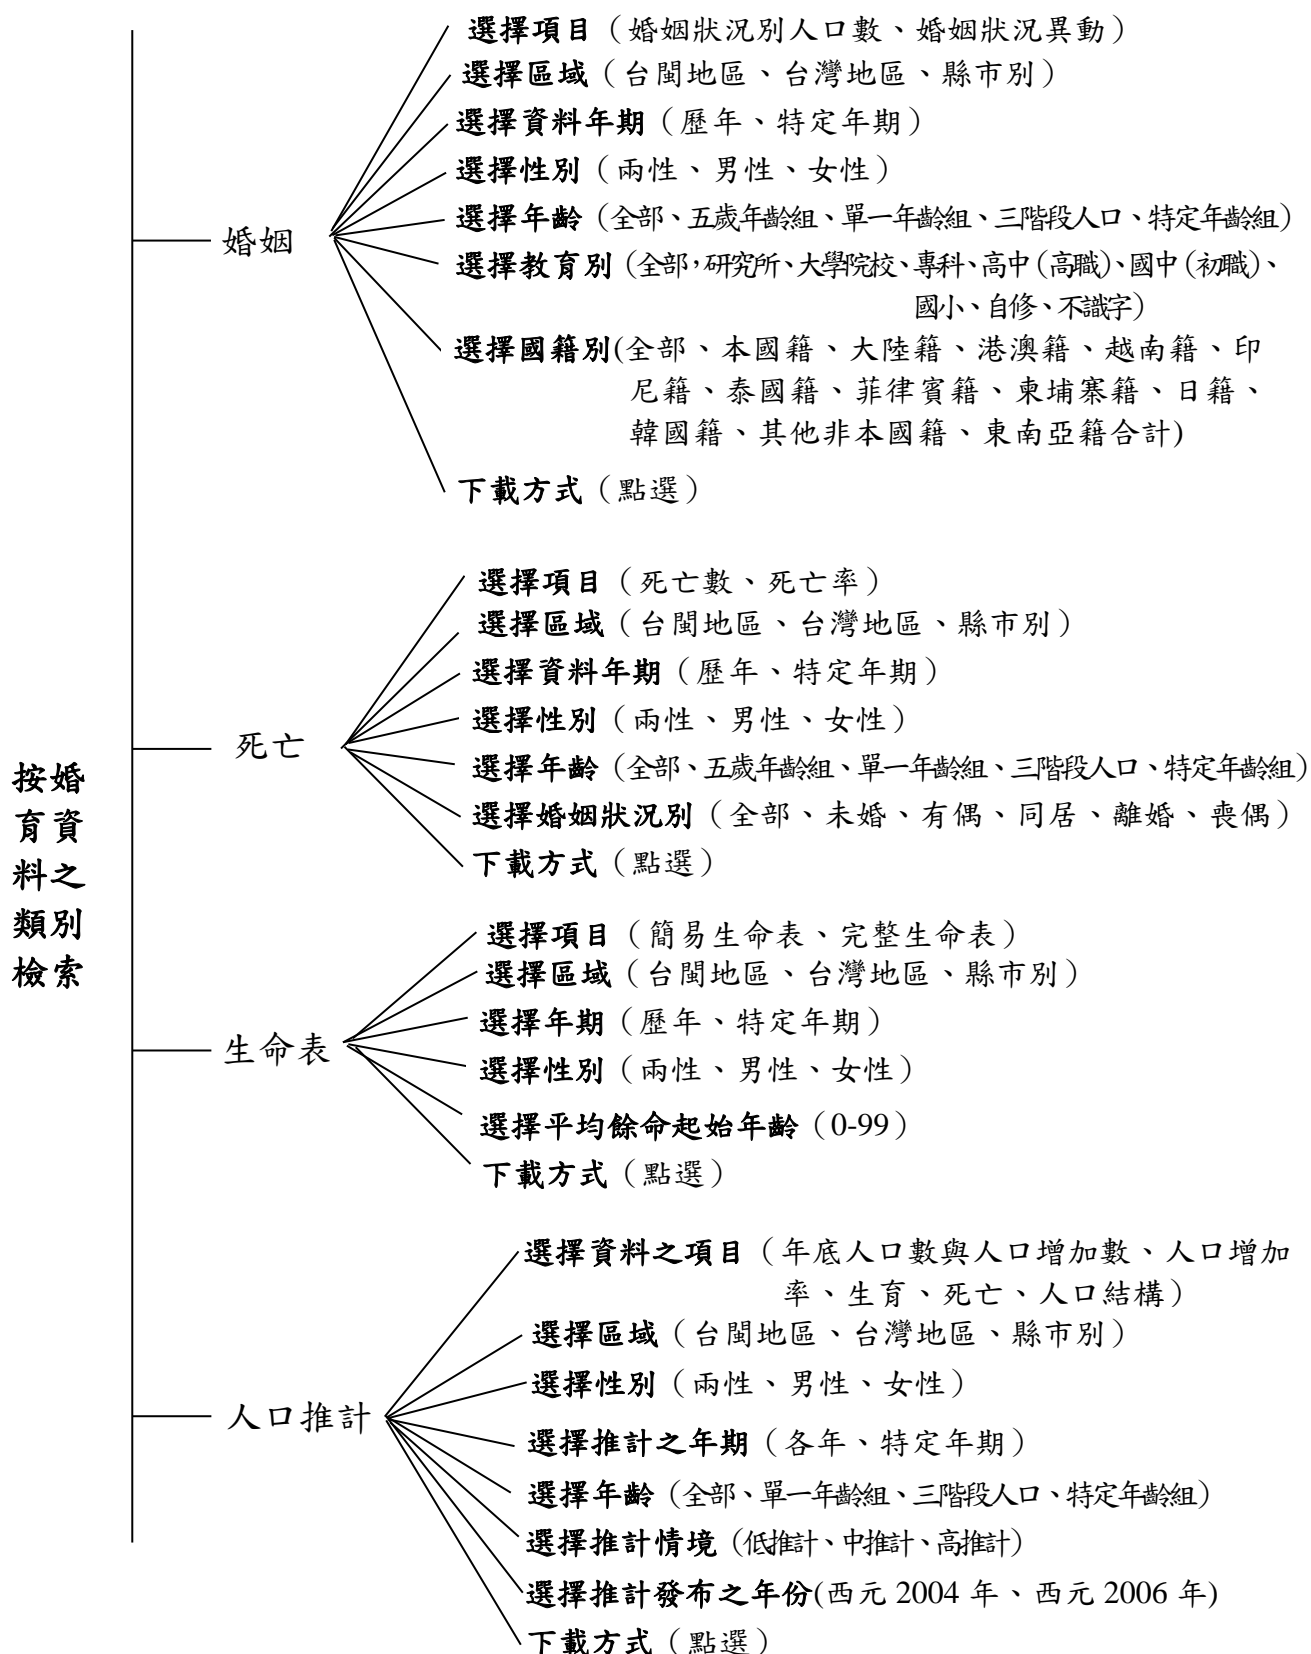 按婚
育資
料之
類別
檢索
婚姻
選擇項目（婚姻狀況別人口數、婚姻狀況異動）
選擇區域（台閩地區、台灣地區、縣市別）
選擇資料年期（歷年、特定年期）
選擇性別（兩性、男性、女性）
選擇年齡（全部、五歲年齡組、單一年齡組、三階段人口、特定年齡組）
選擇教育別（全部，研究所、大學院校、專科、高中（高職）、國中（初職）、
國小、自修、不識字）
選擇國籍別(全部、本國籍、大陸籍、港澳籍、越南籍、印
尼籍、泰國籍、菲律賓籍、柬埔寨籍、日籍、
韓國籍、其他非本國籍、東南亞籍合計)
下載方式（點選）
死亡
選擇項目（死亡數、死亡率）
選擇區域（台閩地區、台灣地區、縣市別）
選擇資料年期（歷年、特定年期）
選擇性別（兩性、男性、女性）
選擇年齡（全部、五歲年齡組、單一年齡組、三階段人口、特定年齡組）
選擇婚姻狀況別（全部、未婚、有偶、同居、離婚、喪偶）
下載方式（點選）
生命表
選擇項目（簡易生命表、完整生命表）
選擇區域（台閩地區、台灣地區、縣市別）
選擇年期（歷年、特定年期）
選擇性別（兩性、男性、女性）
選擇平均餘命起始年齡（0-99）
下載方式（點選）
人口推計
選擇資料之項目（年底人口數與人口增加數、人口增加
率、生育、死亡、人口結構）
選擇區域（台閩地區、台灣地區、縣市別）
選擇性別（兩性、男性、女性）
選擇推計之年期（各年、特定年期）
選擇年齡（全部、單一年齡組、三階段人口、特定年齡組）
選擇推計情境（低推計、中推計、高推計）
選擇推計發布之年份(西元 2004 年、西元 2006 年)
下載方式（點選）